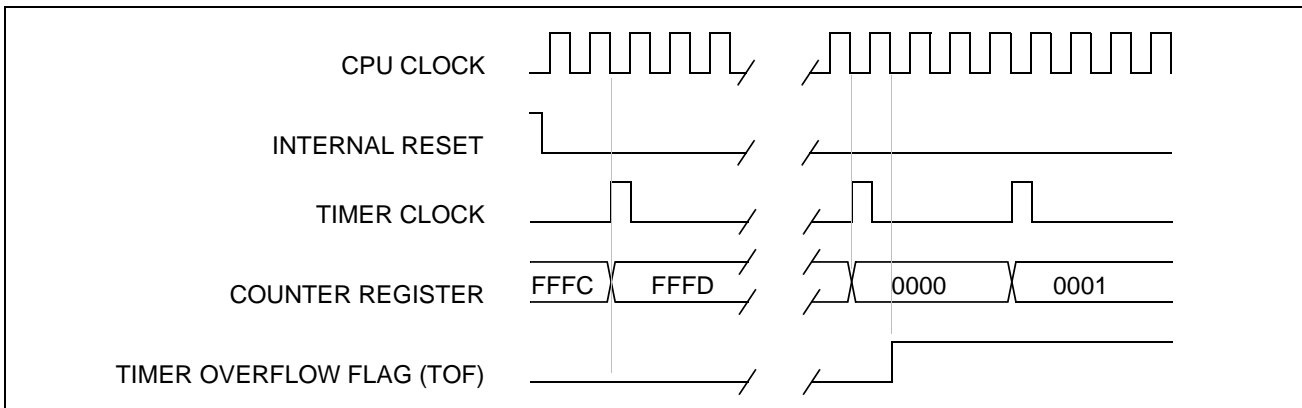 CPU CLOCK
INTERNAL RESET
TIMER CLOCK
COUNTER REGISTER
FFFC FFFD 0000 0001
TIMER OVERFLOW FLAG (TOF)